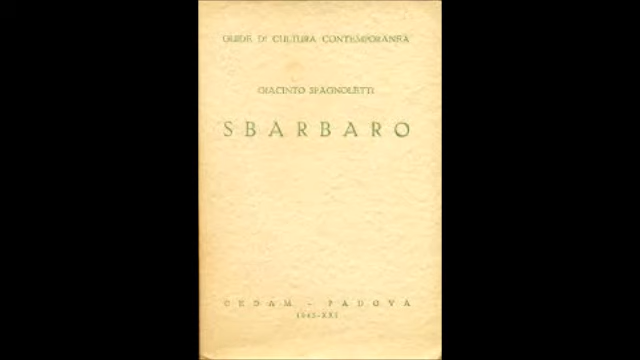 GUIDE DI CULTURA CONTEMPORANEA
GIACINTO SPAGNOLETTI
SBARBARO
CEDAM - PADOVA
1943-XXI